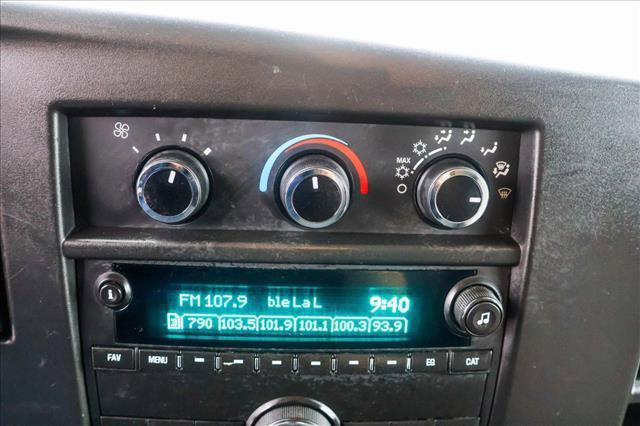 MAX
FM 107.9 bleLaL 9:40
790 103.5 101.9 101.1 100.3 93.9
FAV MENU EQ CAT